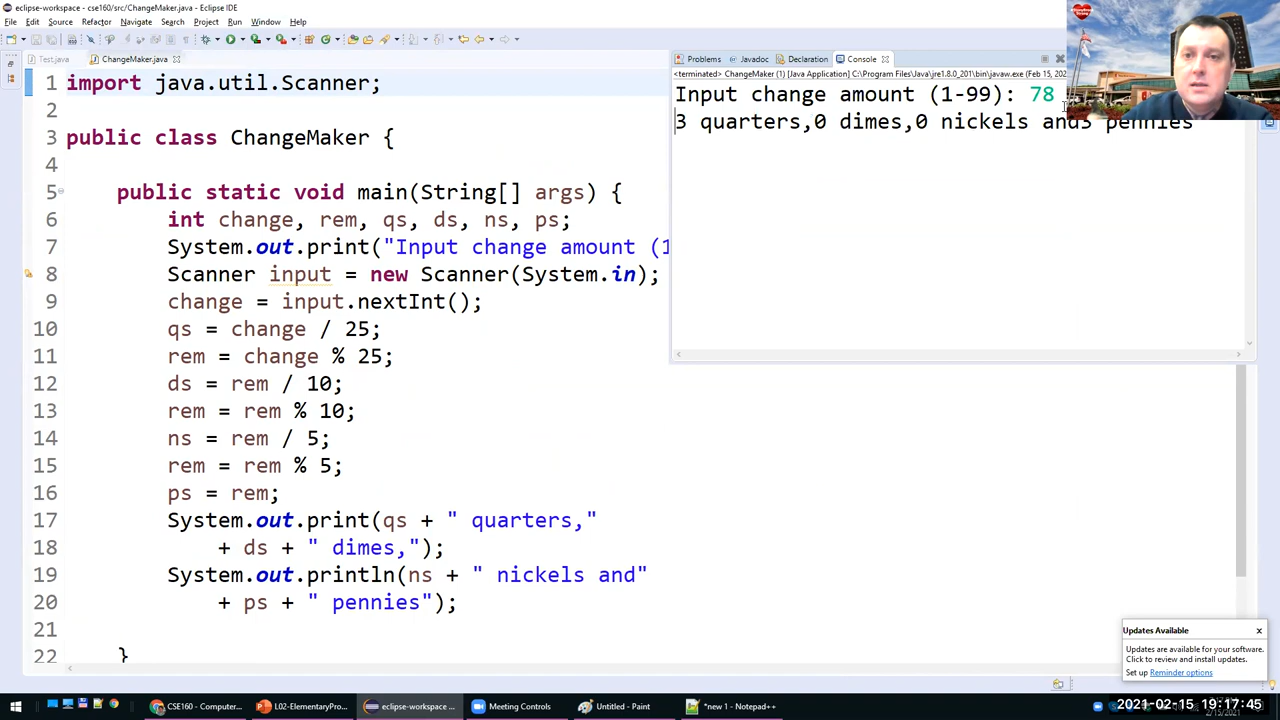 eclipse-workspace - cse160/src/ChangeMaker.java - Eclipse IDE
File Edit Source Refactor Navigate Search Project Run Window Help
Test.java ChangeMaker.java
1 import java.util.Scanner;
2
3 public class ChangeMaker {
4
5 public static void main(String[] args) {
6 int change, rem, qs, ds, ns, ps;
7 System.out.print("Input change amount (1
8 Scanner input = new Scanner(System.in);
9 change = input.nextInt();
10 qs = change / 25;
11 rem = change % 25;
12 ds = rem / 10;
13 rem = rem % 10;
14 ns = rem / 5;
15 rem = rem % 5;
16 ps = rem;
17 System.out.print(qs + " quarters,"
18 + ds + " dimes,");
19 System.out.println(ns + " nickels and"
20 + ps + " pennies");
21
22 }
Problems Javadoc Declaration Console
<terminated> ChangeMaker (1) [Java Application] C:\Program Files\Java\jre1.8.0_201\bin\javaw.exe (Feb 15, 202
Input change amount (1-99): 78
3 quarters,0 dimes,0 nickels and3 pennies
Updates Available
Updates are available for your software.
Click to review and install updates.
Set up Reminder options
CSE160 - Computer... L02-ElementaryPro... eclipse-workspace ... Meeting Controls Untitled - Paint *new 1 - Notepad++
2021-02-15 19:17:45
2/15/2021